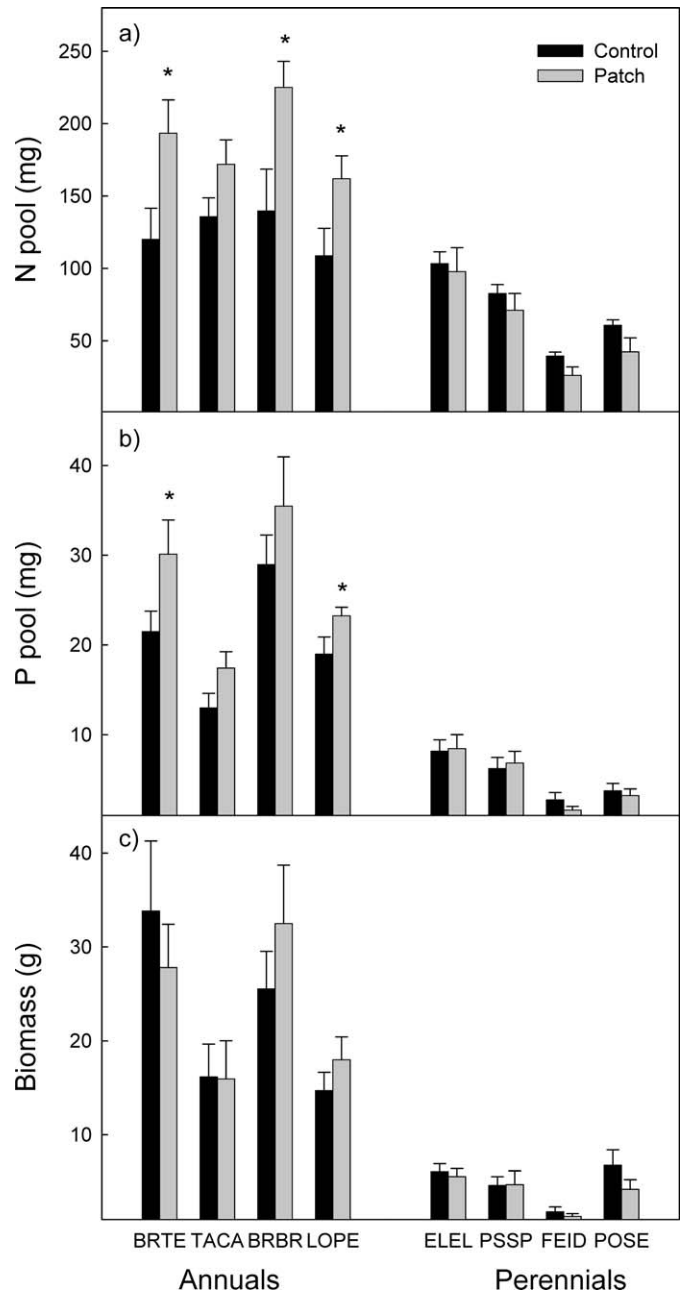 a)
Control
Patch
N pool (mg)
250
200
150
100
50
*
*
*
b)
P pool (mg)
40
30
20
10
*
*
c)
Biomass (g)
40
30
20
10
BRTE TACA BRBR LOPE ELEL PSSP FEID POSE
Annuals Perennials